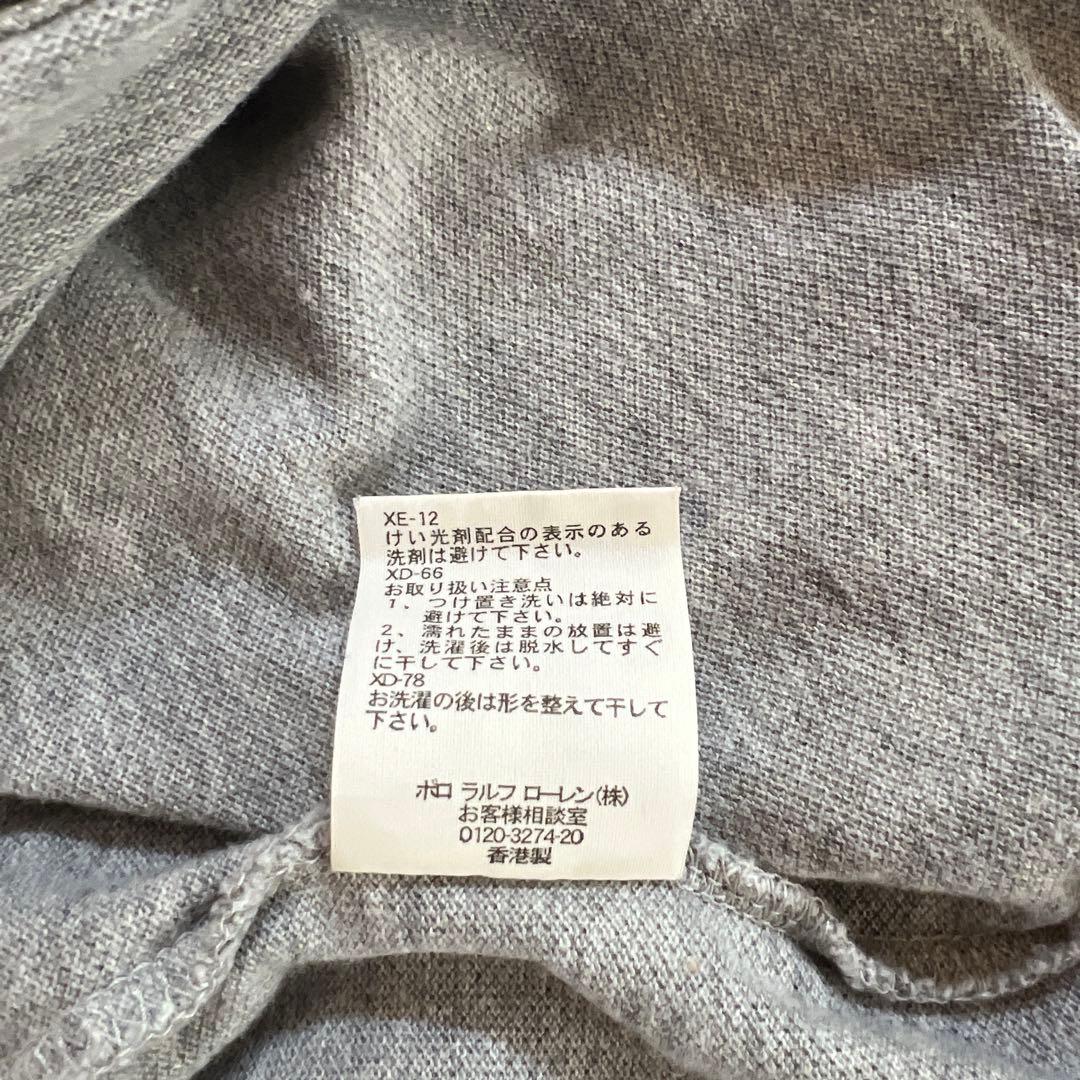 XE-12
けい光剤配合の表示のある
洗剤は避けて下さい。
XD-66
お取り扱い注意点
1、つけ置き洗いは絶対に
避けて下さい。
2、濡れたままの放置は避
け、洗濯後は脱水してすぐ
に干して下さい。
XD-78
お洗濯の後は形を整えて干して
下さい。
ポロ ラルフ ローレン(株)
お客様相談室
0120-3274-20
香港製